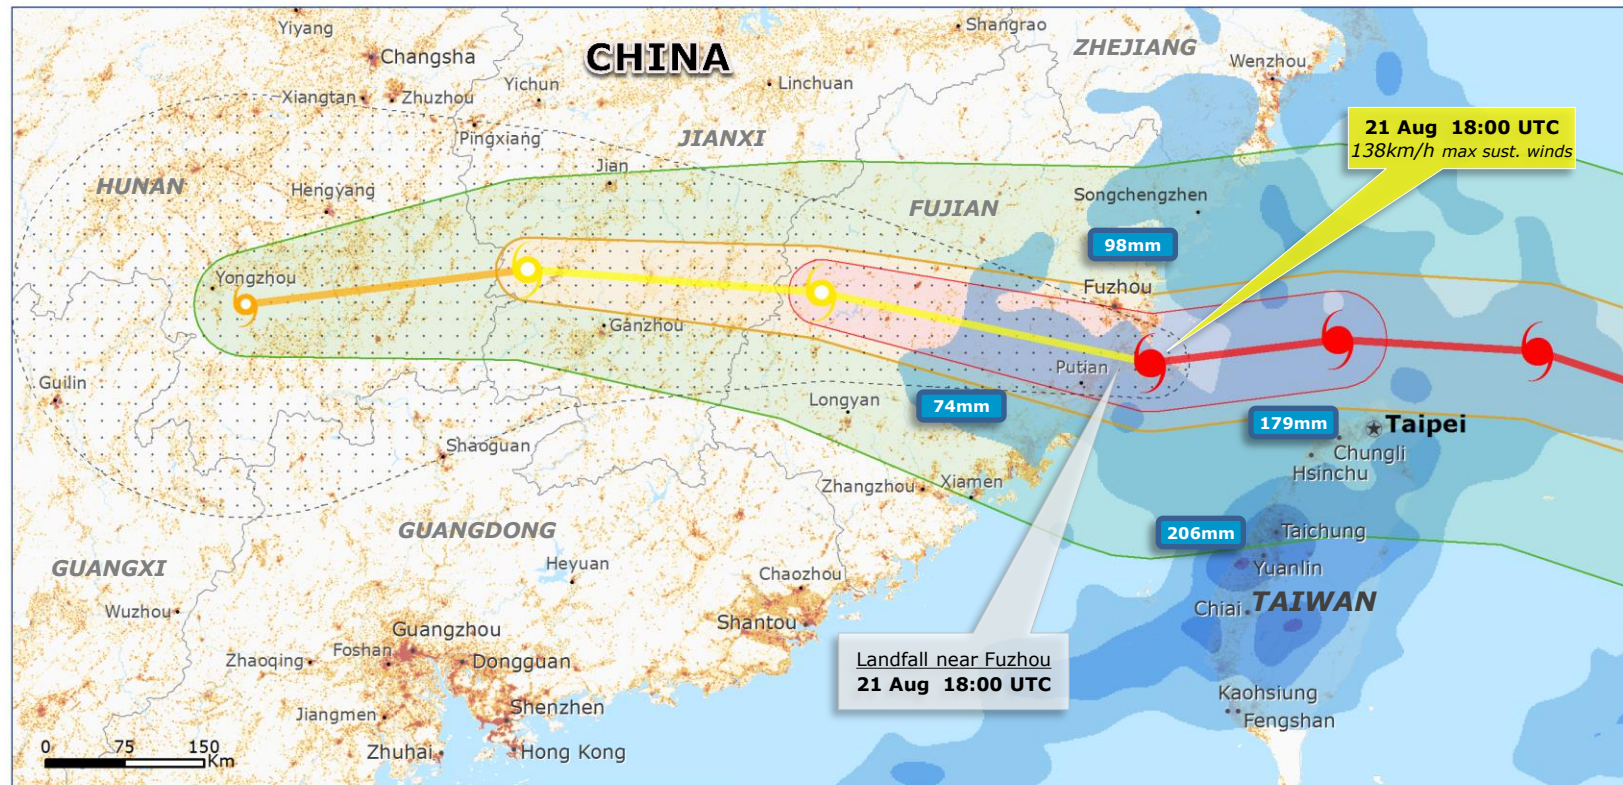 Yiyang
Shangrao
Changsha
CHINA
ZHEJIANG
Wenzhou
Yichun
Linchuan
Xiangtan
Zhuzhou
21 Aug 18:00 UTC
138km/h max sust. winds
Pingxiang
JIANXI
Jian
HUNAN
Hengyang
Songchengzhen
FUJIAN
98mm
Yongzhou
Fuzhou
Ganzhou
Putian
Guilin
74mm
Longyan
179mm
Taipei
Shaoguan
Chungli
Hsinchu
Zhangzhou
Xiamen
GUANGDONG
206mm
Taichung
GUANGXI
Heyuan
Chaozhou
Yuanlin
Wuzhou
Chiai
TAIWAN
Shantou
Guangzhou
Foshan
Zhaoqing
Dongguan
Landfall near Fuzhou
21 Aug 18:00 UTC
Kaohsiung
Fengshan
Jiangmen
Shenzhen
0 75 150
Km
Zhuhai
Hong Kong